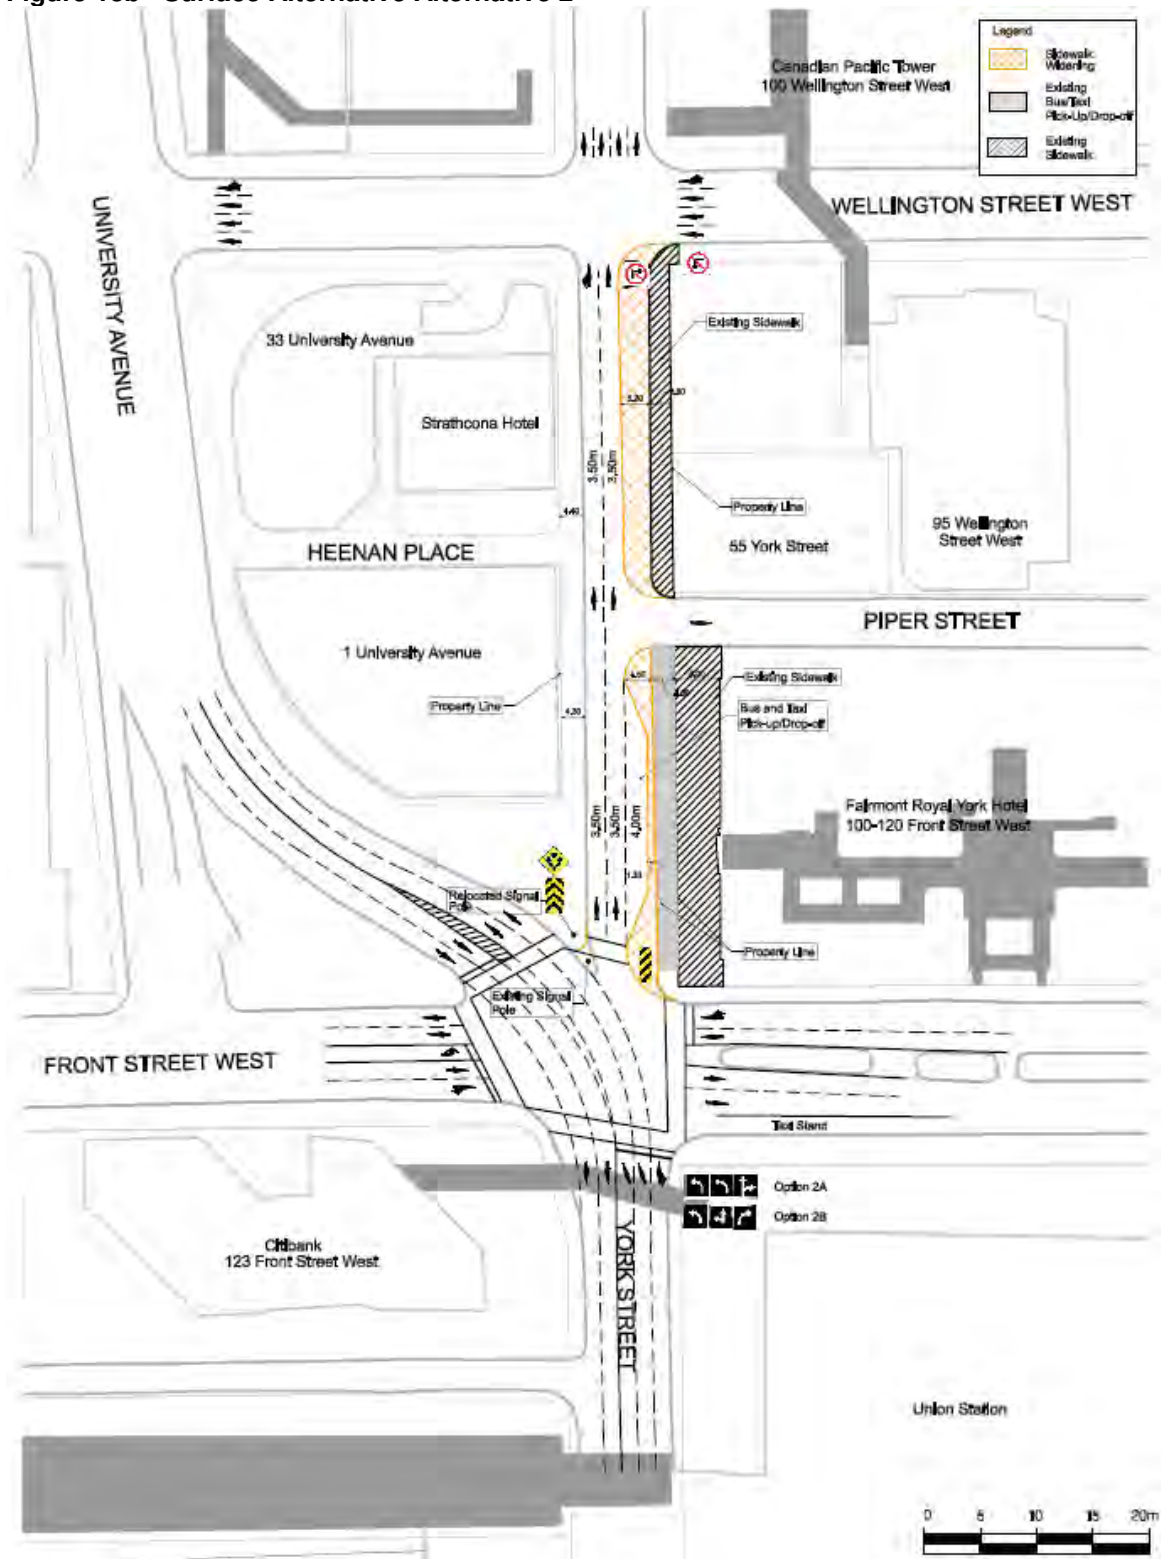 Figure 10b - Surface Alternative Alternative 2
Legend
Sidewalk
Widening
Existing
Bus/Taxi
Pick-Up/Drop-off
Existing
Sidewalk
Canadian Pacific Tower
100 Wellington Street West
WELLINGTON STREET WEST
UNIVERSITY AVENUE
33 University Avenue
Existing Sidewalk
3.20
Strathcona Hotel
3.50m
3.50m
Property Line
4.40
55 York Street
95 Wellington
Street West
HEENAN PLACE
PIPER STREET
1 University Avenue
Existing Sidewalk
Property Line
4.20
Bus and Taxi
Pick-up/Drop-off
3.50m
3.50m
4.00m
Fairmont Royal York Hotel
100-120 Front Street West
Relocated Signal
Pole
Property Line
Existing Signal
Pole
FRONT STREET WEST
Taxi Stand
Option 2A
Option 2B
YORK STREET
Citibank
123 Front Street West
Union Station
0 5 10 15 20m